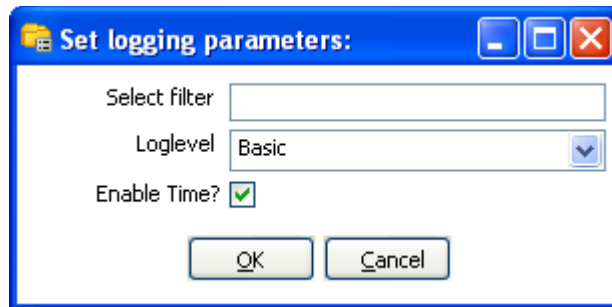 Set logging parameters:
Select filter
Loglevel Basic
Enable Time?
OK Cancel